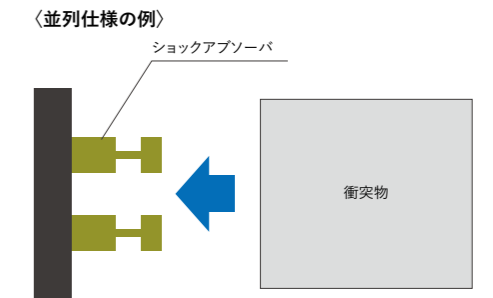 〈並列仕様の例〉
ショックアブソーバ
衝突物